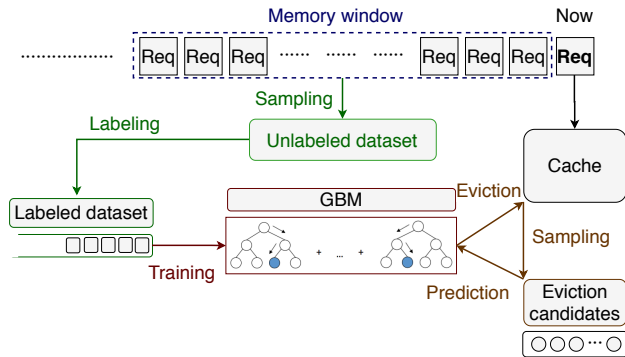 Memory window
Now
Req Req Req ...... ... ... Req Req Req Req
Sampling
Labeling
Unlabeled dataset
Cache
GBM
Eviction
Labeled dataset
+ ... +
Sampling
Training
Prediction
Eviction
candidates